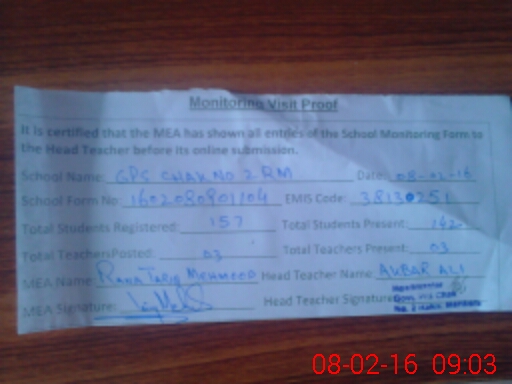 Monitoring Visit Proof
It is certified that the MEA has shown all entries of the School Monitoring Form to
the Head Teacher before its online submission.
School Name: GPS CHAK NO 2 RM Date: 08-02-16
School Form No: 1602080801104 EMIS Code: 38130251
Total Students Registered: 157 Total Students Present: 142
Total TeachersPosted: 03 Total Teachers Present: 03
MEA Name: RANA TARIQ MEHMOOD Head Teacher Name: AKBAR ALI
MEA Signature: Head Teacher Signature:
08-02-16 09:03